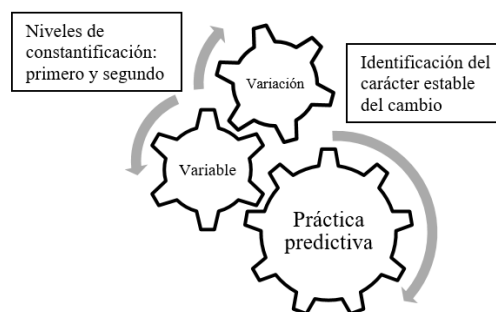 Niveles de
constantificación:
primero y segundo
Variación
Identificación del
carácter estable
del cambio
Variable
Práctica
predictiva